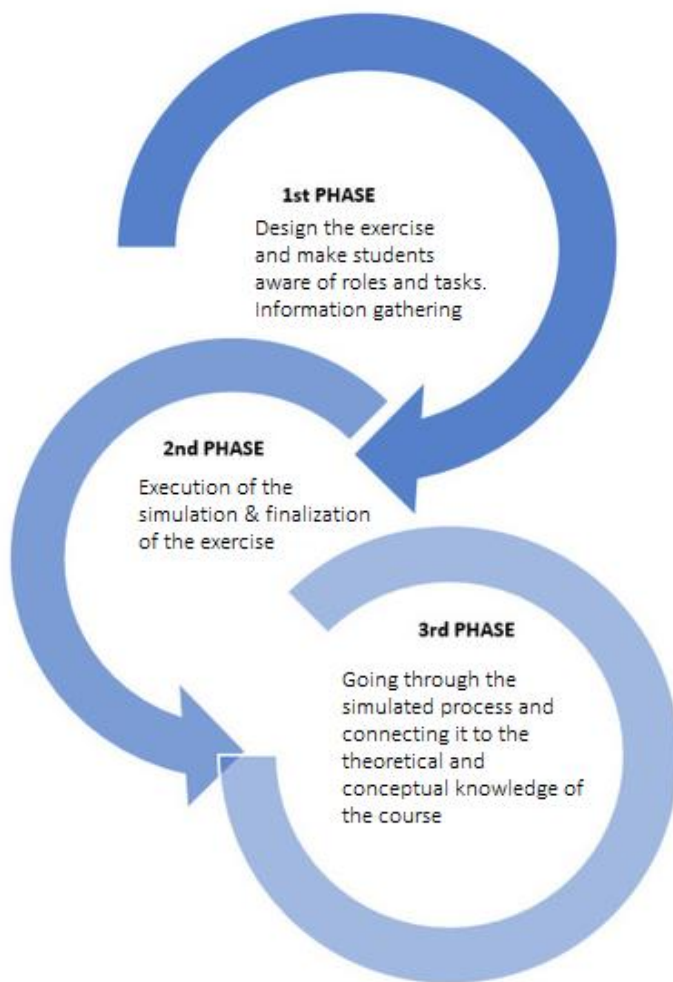 1st PHASE
Design the exercise
and make students
aware of roles and tasks.
Information gathering
2nd PHASE
Execution of the
simulation & finalization
of the exercise
3rd PHASE
Going through the
simulated process and
connecting it to the
theoretical and
conceptual knowledge of
the course